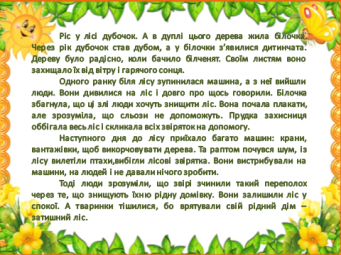 Ріс у лісі дубочок. А в дуплі цього дерева жила білочка.
Через рік дубочок став дубом, а у білочки з'явилися дитинчата.
Дереву було радісно, коли бачило білченят. Своїм листям воно
захищало їх від вітру і гарячого сонця.
Одного ранку біля лісу зупинилася машина, а з неї вийшли
люди. Вони дивилися на ліс і довго про щось говорили. Білочка
збагнула, що ці злі люди хочуть знищити ліс. Вона почала плакати,
але зрозуміла, що сльози не допоможуть. Прудка захисниця
оббігала весь ліс і скликала всіх звіряток на допомогу.
Наступного дня до лісу приїхало багато машин: крани,
вантажівки, щоб викорчовувати дерева. Та раптом почувся шум, із
лісу вилетіли птахи,вибігли лісові звірятка. Вони вистрибували на
машини, на людей і не давали нічого зробити.
Тоді люди зрозуміли, що звірі зчинили такий переполох
через те, що знищують їхню рідну домівку. Вони залишили ліс у
спокої. А тваринки тішилися, бо врятували свій рідний дім –
затишний ліс.